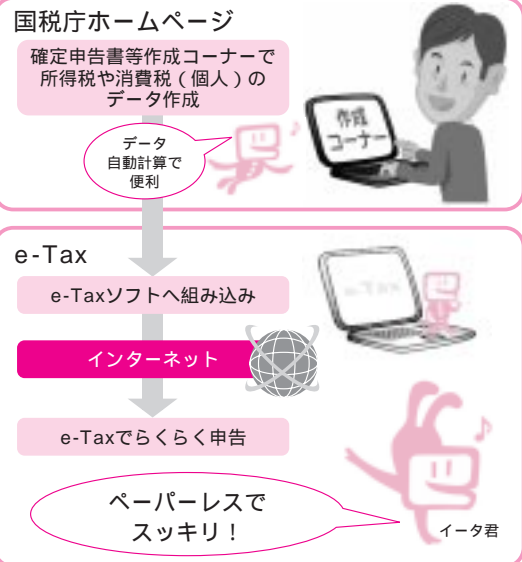 国税庁ホームページ
確定申告書等作成コーナーで
所得税や消費税(個人)の
データ作成
作成
コーナー
データ
自動計算で
便利
e-Tax
e-Tax
e-Taxソフトへ組み込み
インターネット
e-Taxでらくらく申告
ペーパーレスで
スッキリ!
イータ君